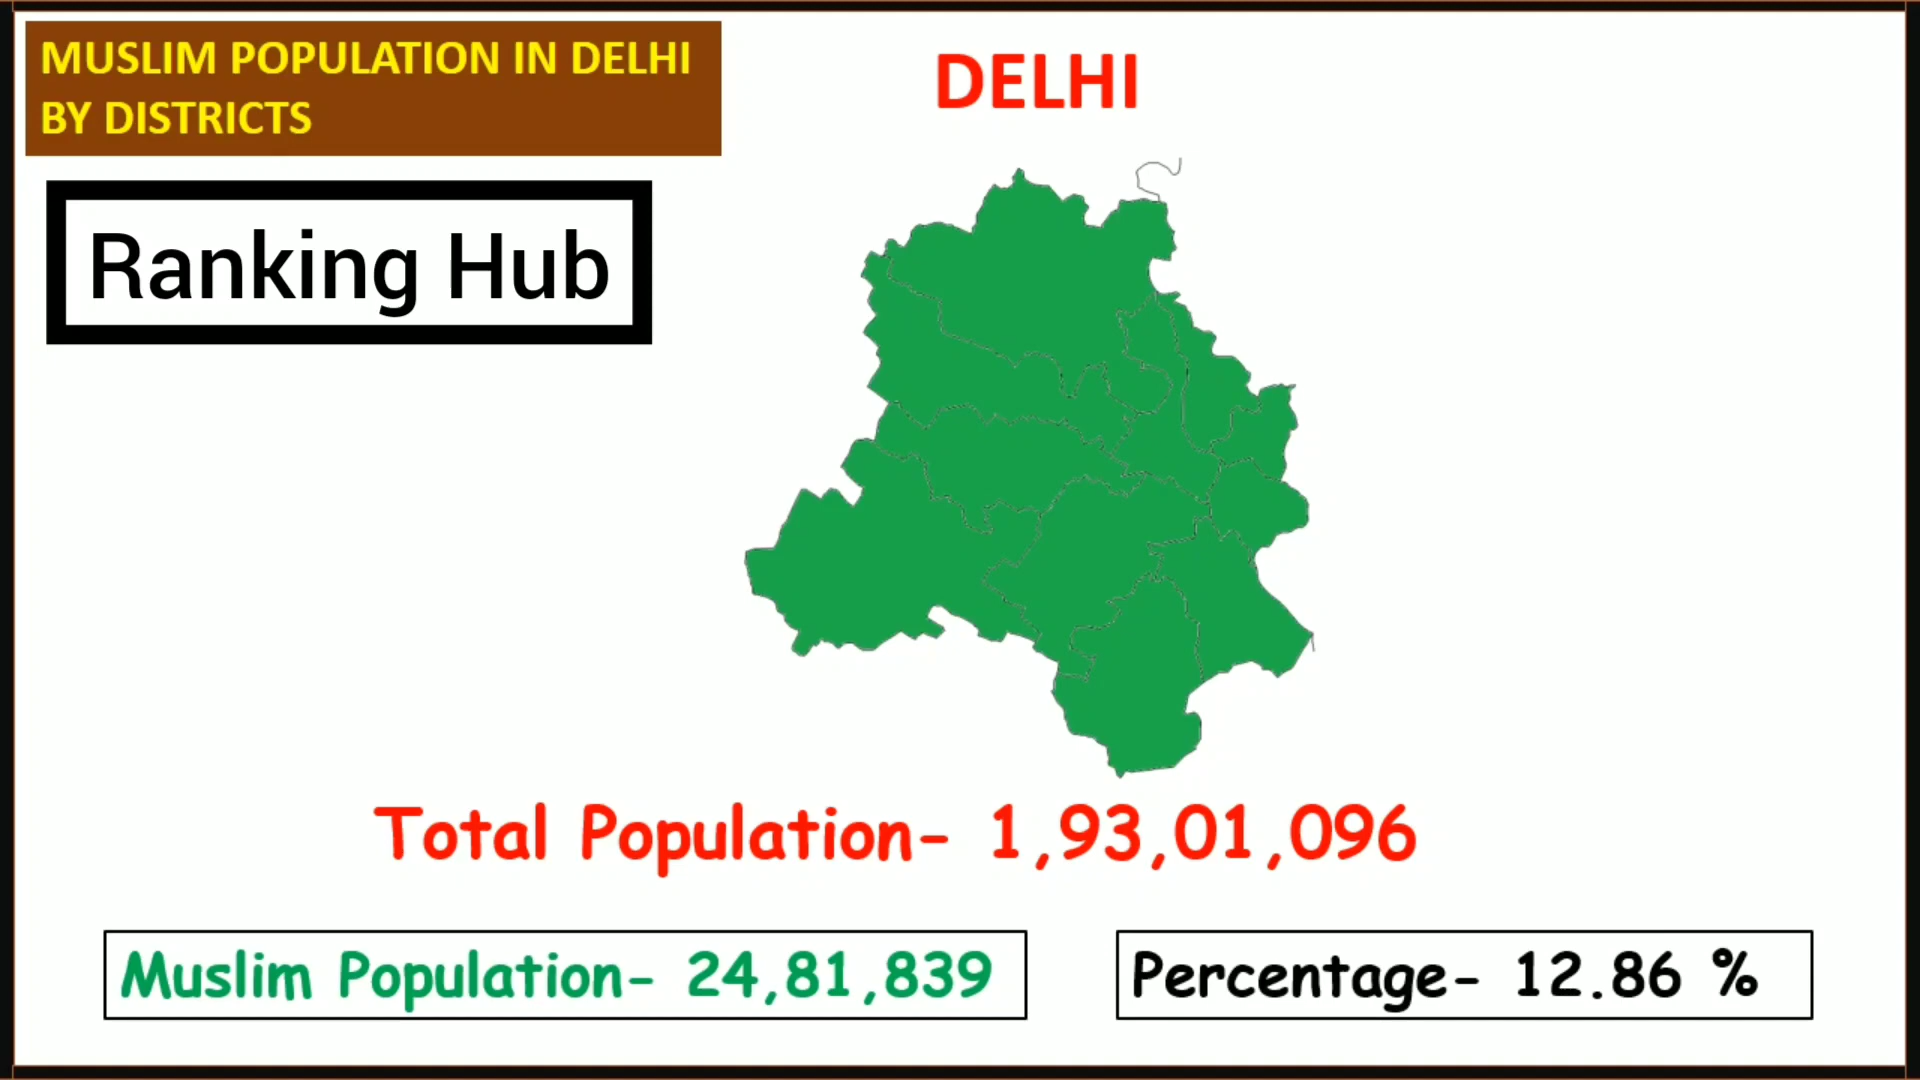 MUSLIM POPULATION IN DELHI
BY DISTRICTS
DELHI
Ranking Hub
Total Population- 1,93,01,096
Muslim Population- 24,81,839
Percentage- 12.86 %